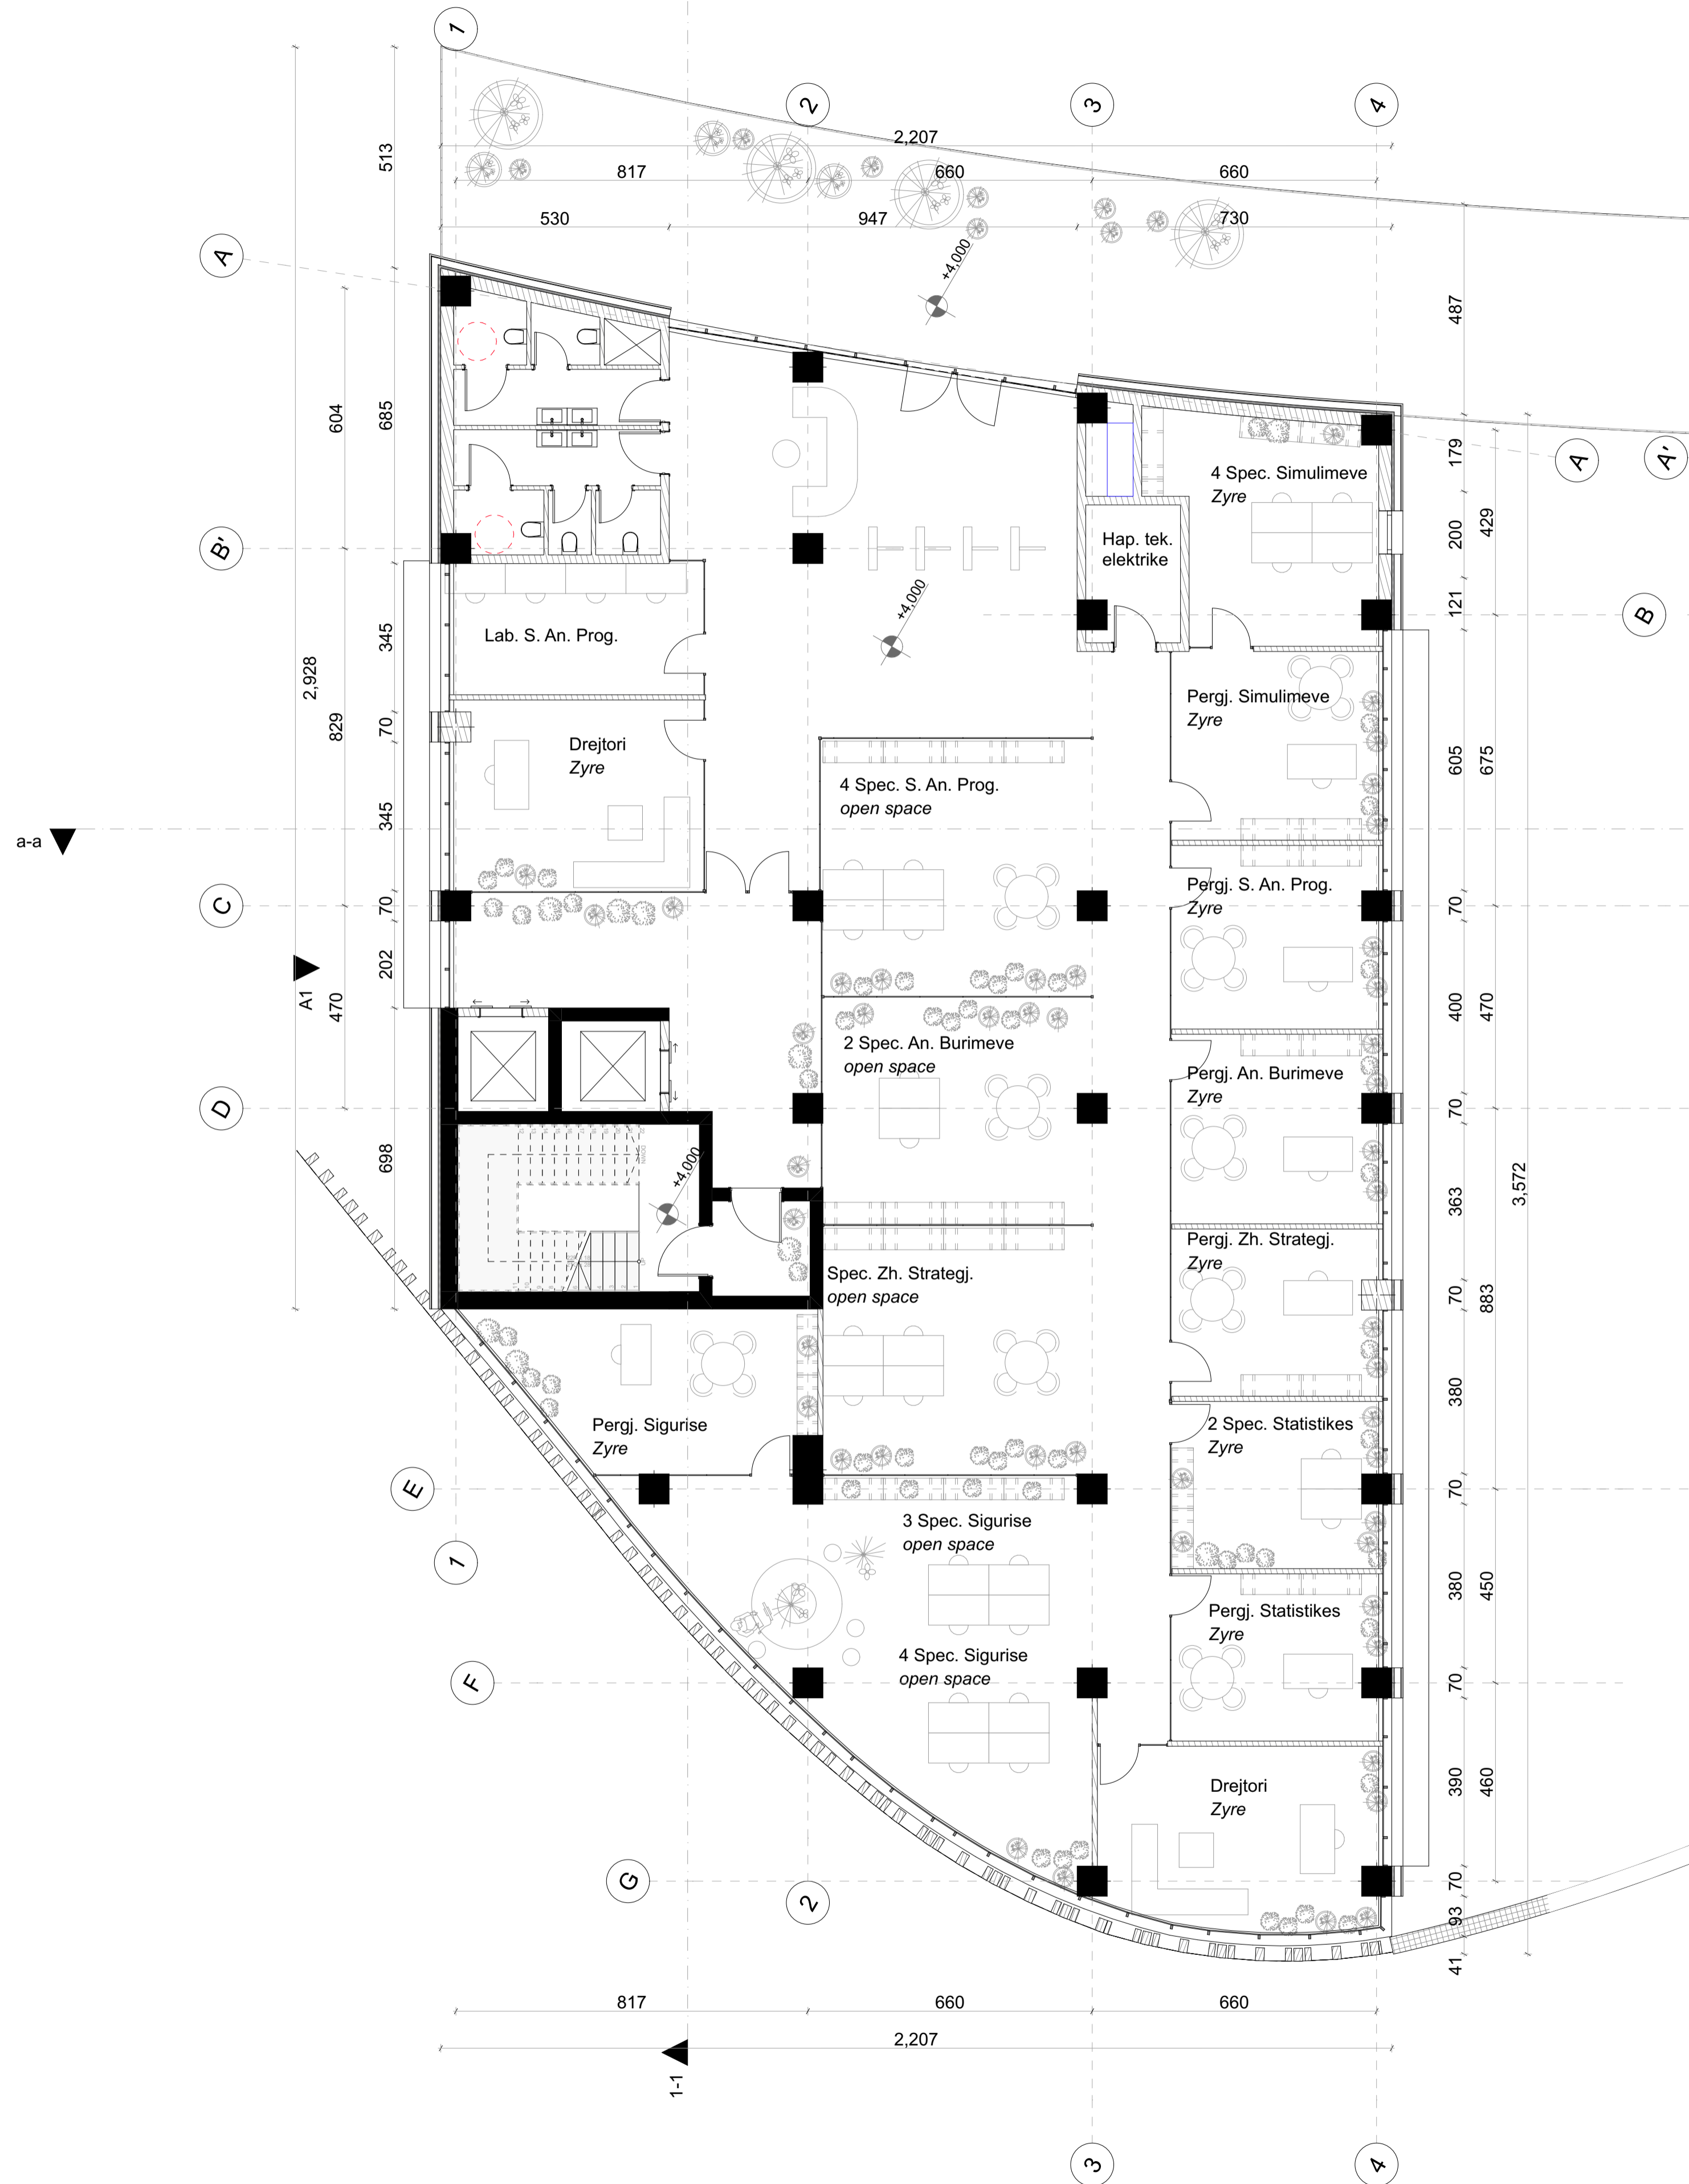 1
2
3
4
2,207
817
660
660
530
947
730
513
487
A
+4,000
604
685
179
4 Spec. Simulimeve
Zyre
A
A'
200
429
Hap. tek.
elektrike
B'
+4,000
121
B
345
Lab. S. An. Prog.
2,928
829
70
Drejtori
Zyre
Pergj. Simulimeve
Zyre
605
675
4 Spec. S. An. Prog.
open space
345
a-a
Pergj. S. An. Prog.
Zyre
C
70
70
202
A1
470
400
470
2 Spec. An. Burimeve
open space
Pergj. An. Burimeve
Zyre
D
70
698
+4,000
363
3,572
Pergj. Zh. Strategj.
Zyre
Spec. Zh. Strategj.
open space
70
883
380
Pergj. Sigurise
Zyre
2 Spec. Statistikes
Zyre
E
70
3 Spec. Sigurise
open space
1
380
450
Pergj. Statistikes
Zyre
4 Spec. Sigurise
open space
F
70
Drejtori
Zyre
390
460
G
2
70
93
41
817
660
660
2,207
1-1
3
4